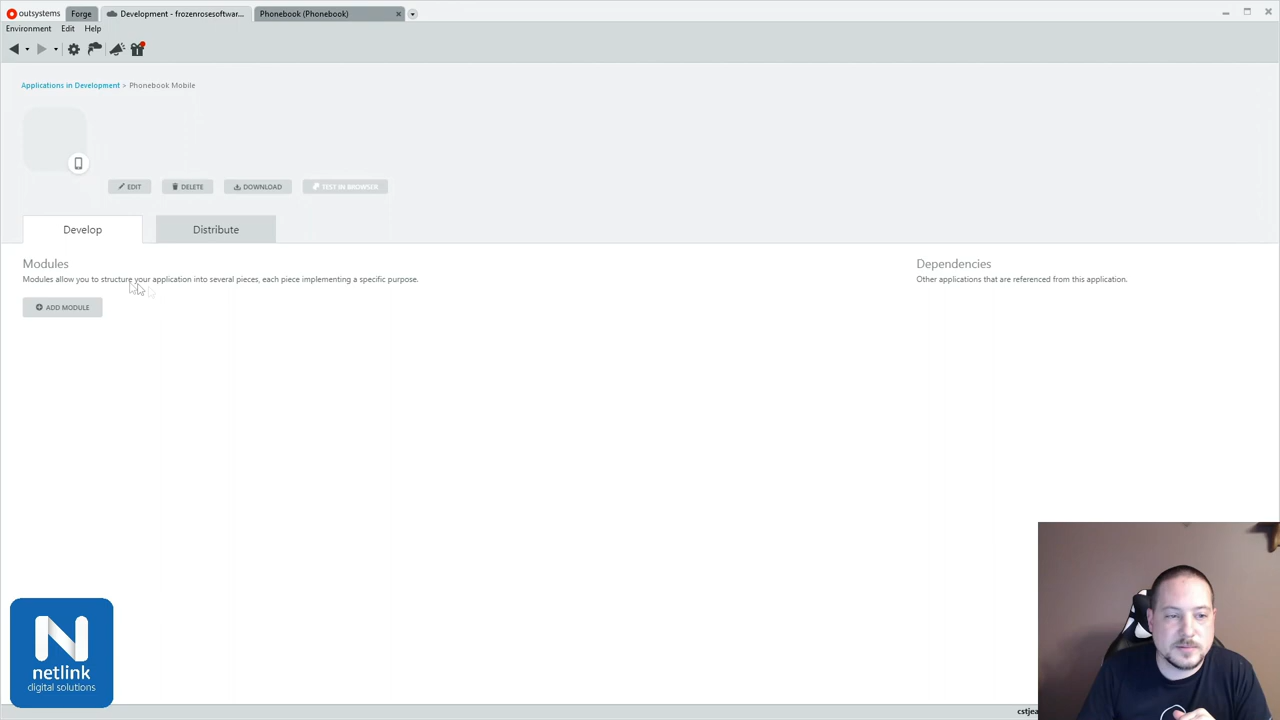 outsystems Forge Development - frozenrosesoftwar... Phonebook (Phonebook)
Environment Edit Help
Applications in Development > Phonebook Mobile
EDIT DELETE DOWNLOAD TEST IN BROWSER
Develop Distribute
Modules
Modules allow you to structure your application into several pieces, each piece implementing a specific purpose.
ADD MODULE
Dependencies
Other applications that are referenced from this application.
N
netlink
digital solutions
cstjea